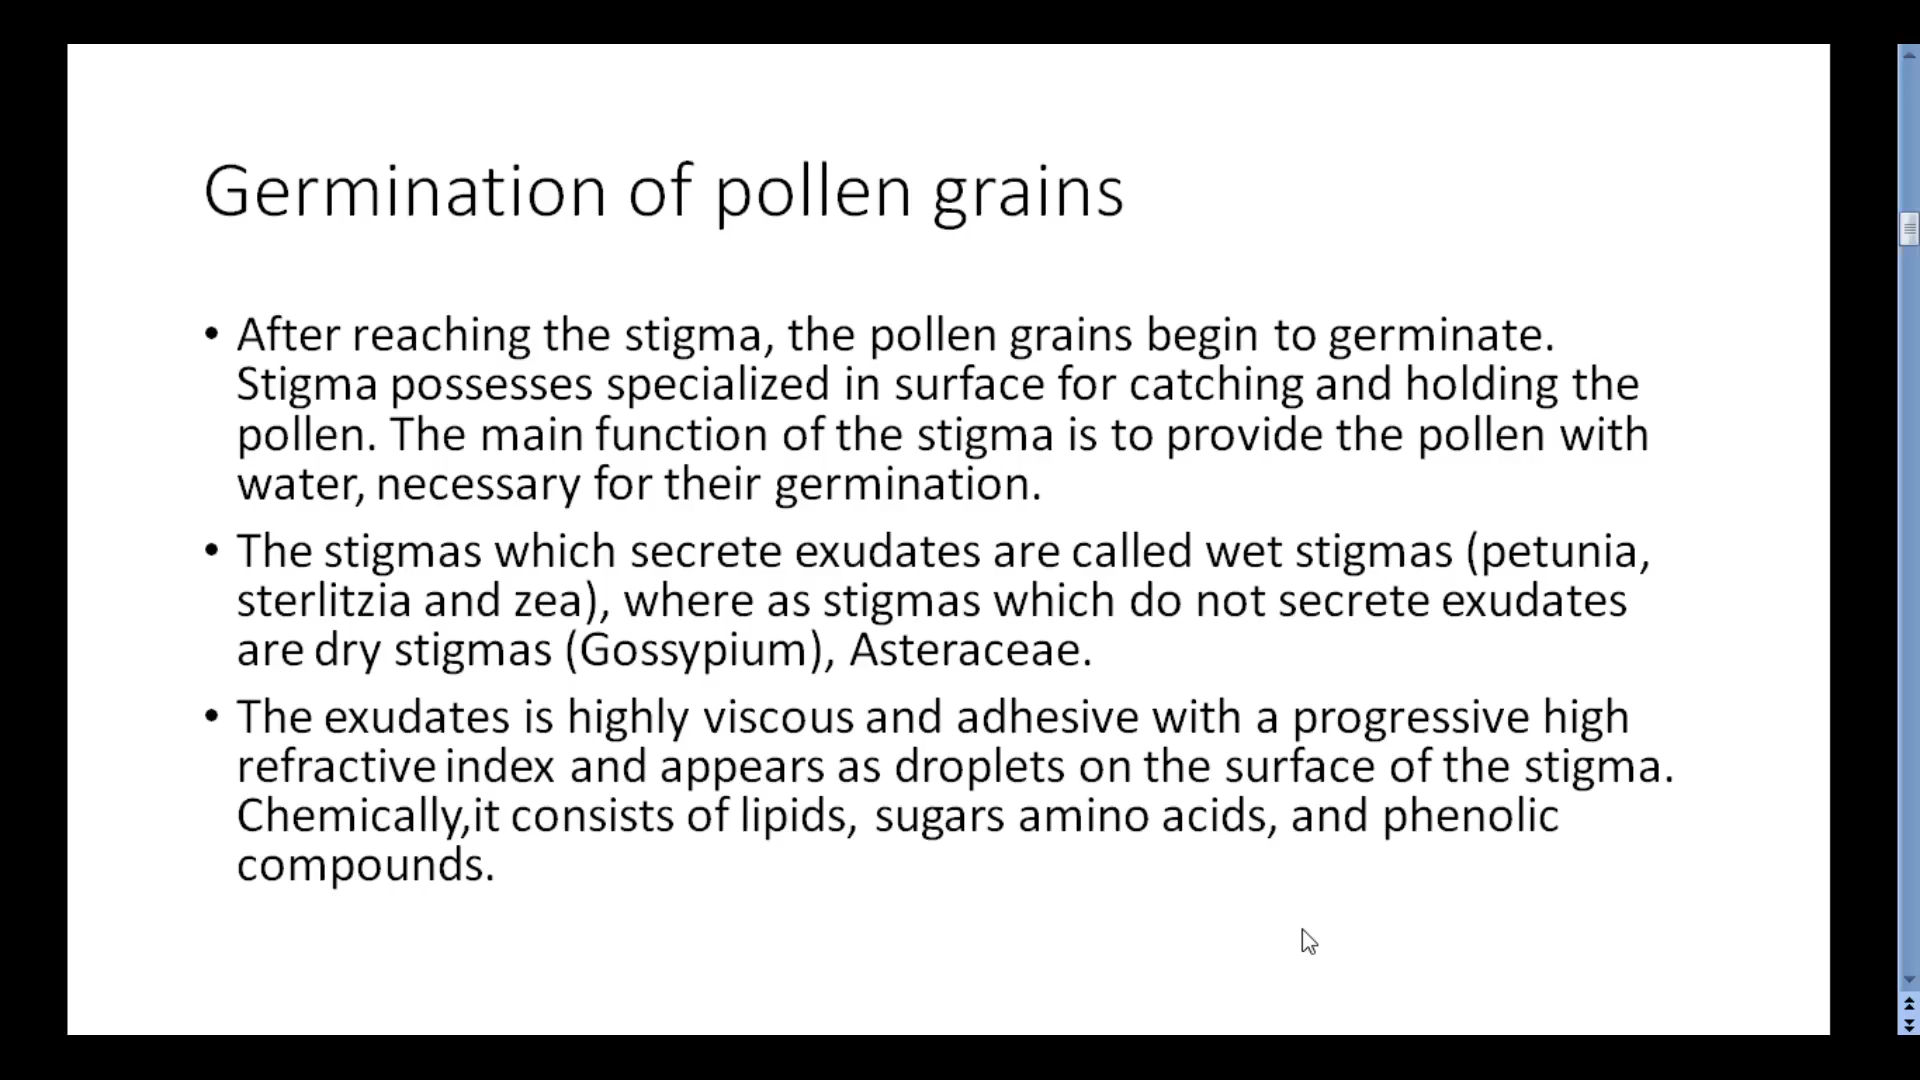 Germination of pollen grains
• After reaching the stigma, the pollen grains begin to germinate.
Stigma possesses specialized in surface for catching and holding the
pollen. The main function of the stigma is to provide the pollen with
water, necessary for their germination.
• The stigmas which secrete exudates are called wet stigmas (petunia,
sterlitzia and zea), where as stigmas which do not secrete exudates
are dry stigmas (Gossypium), Asteraceae.
• The exudates is highly viscous and adhesive with a progressive high
refractive index and appears as droplets on the surface of the stigma.
Chemically,it consists of lipids, sugars amino acids, and phenolic
compounds.